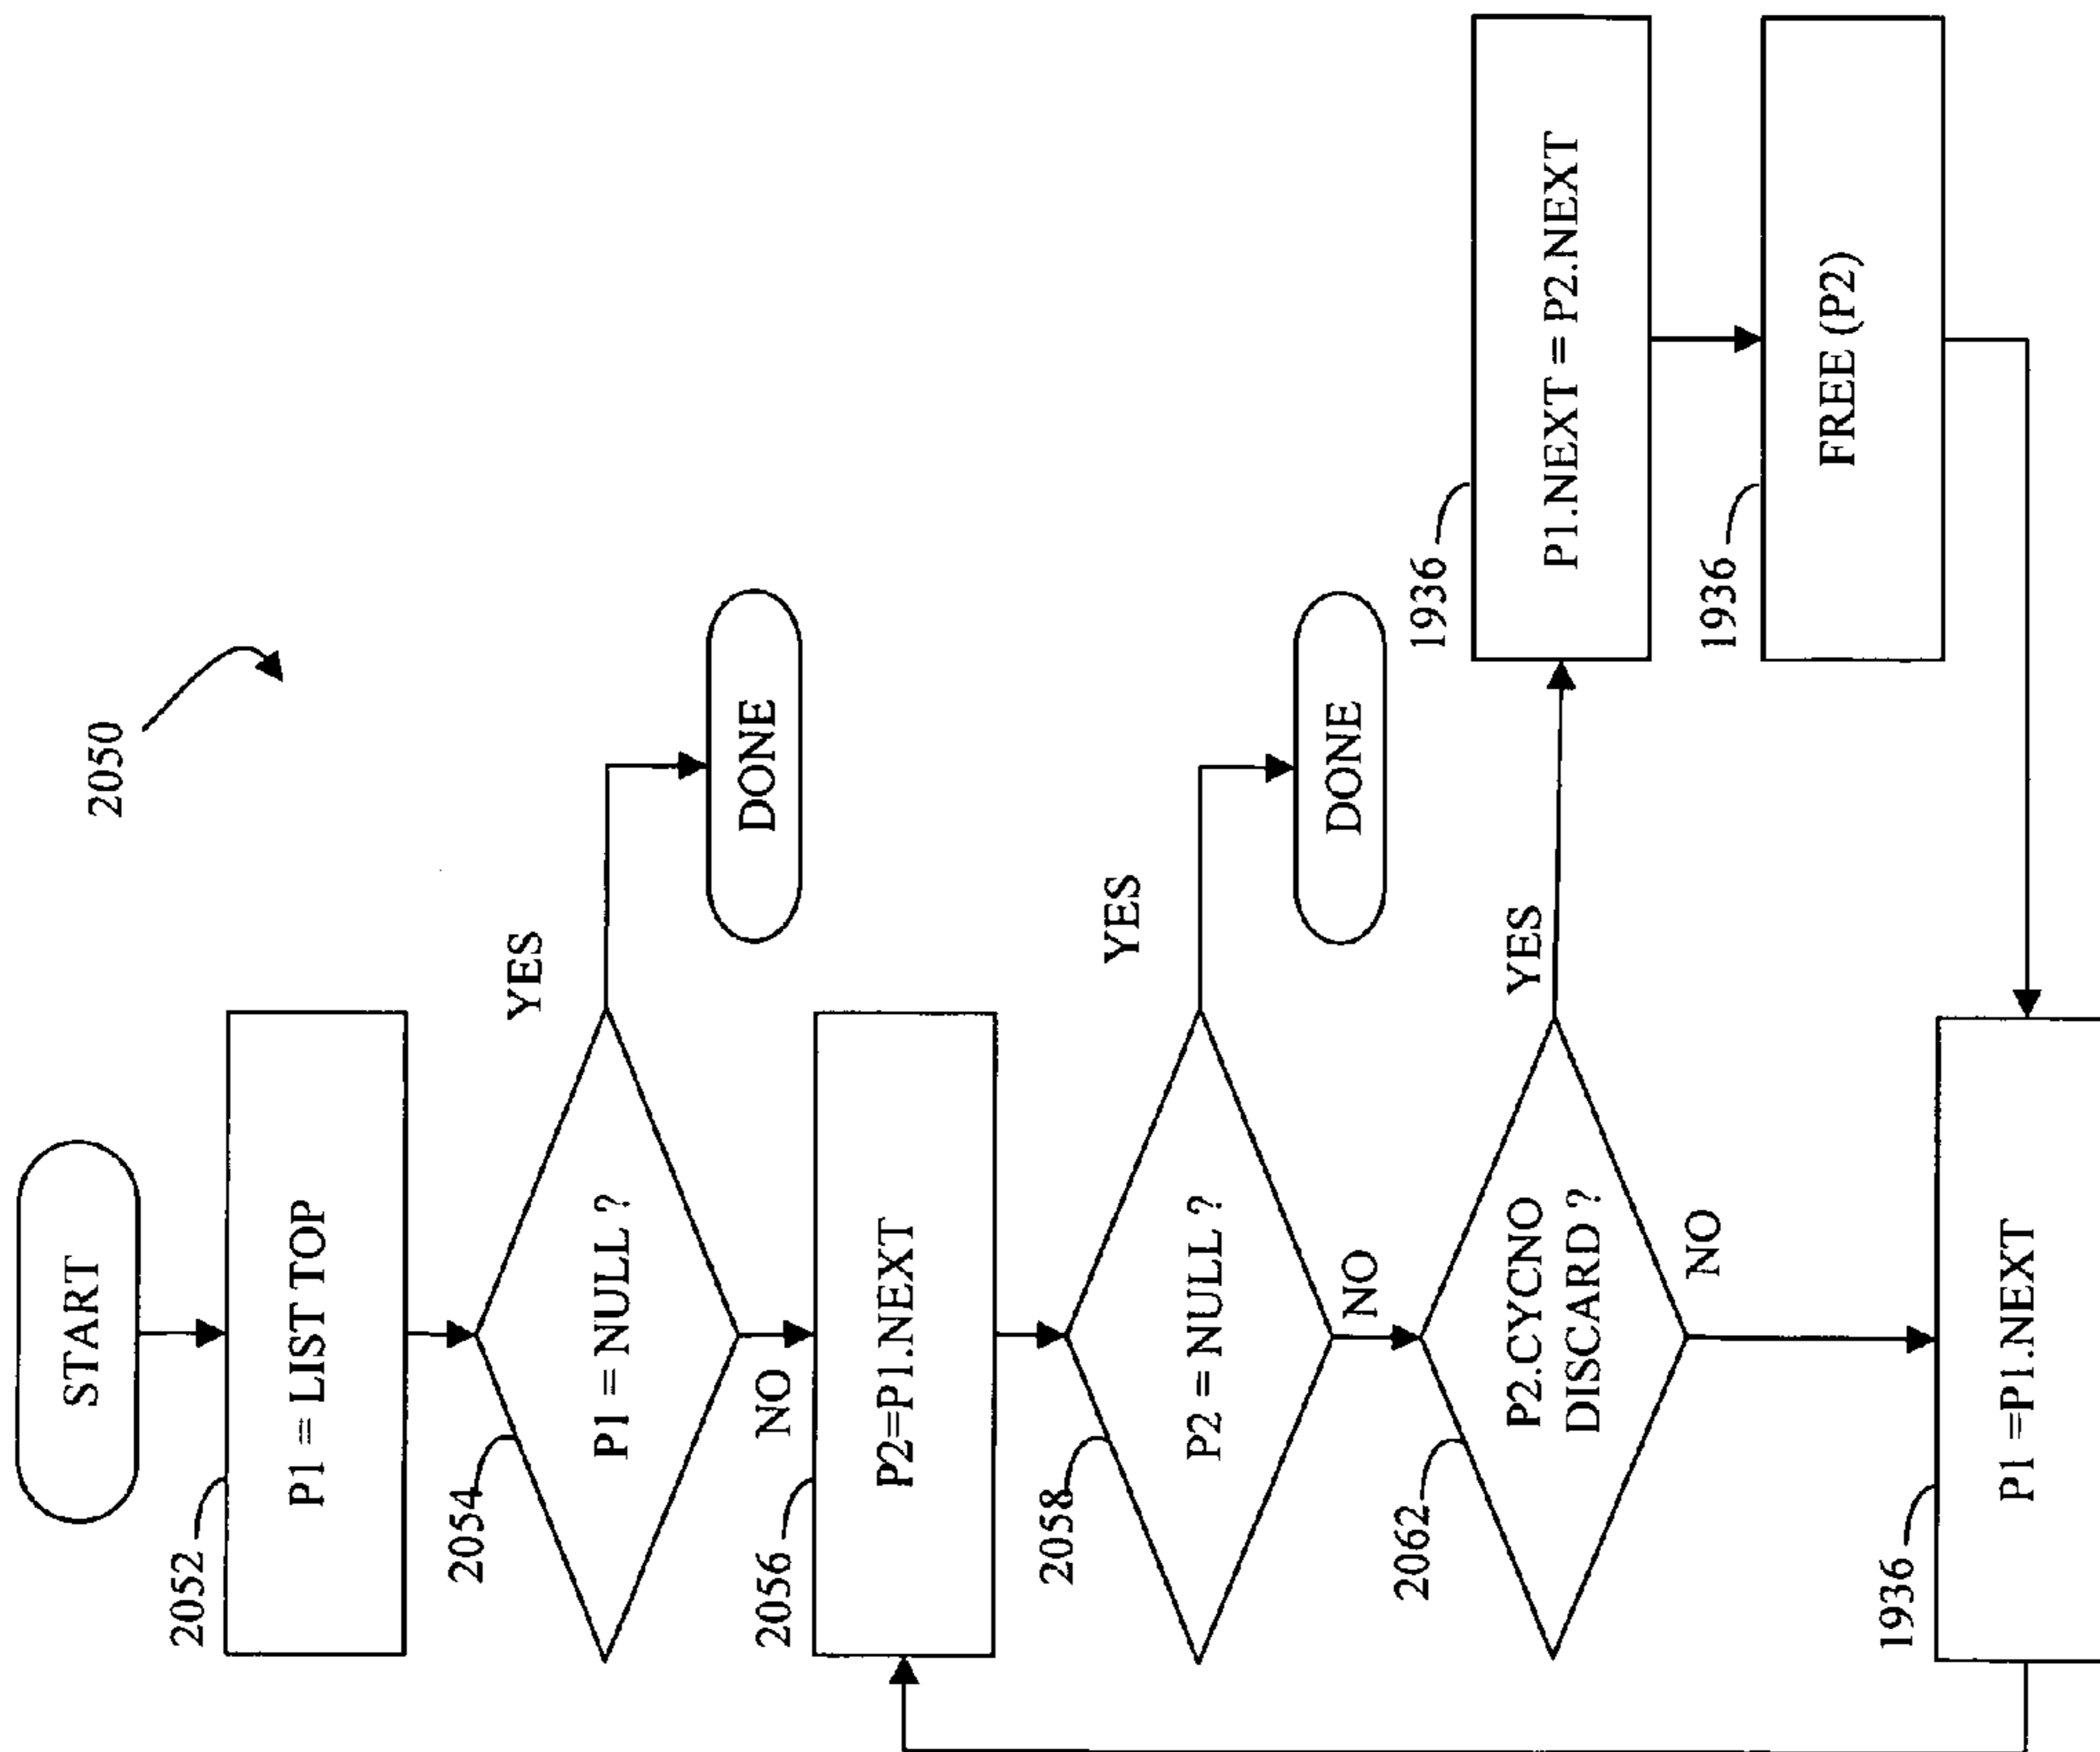 2050
START
2052
P1 = LIST TOP
2054
P1 = NULL ?
YES
DONE
NO
2056
P2=P1.NEXT
2058
P2 = NULL ?
YES
DONE
NO
2062
P2.CYCNO
DISCARD ?
YES
1936
P1.NEXT = P2.NEXT
1936
FREE (P2)
NO
1936
P1 =P1.NEXT